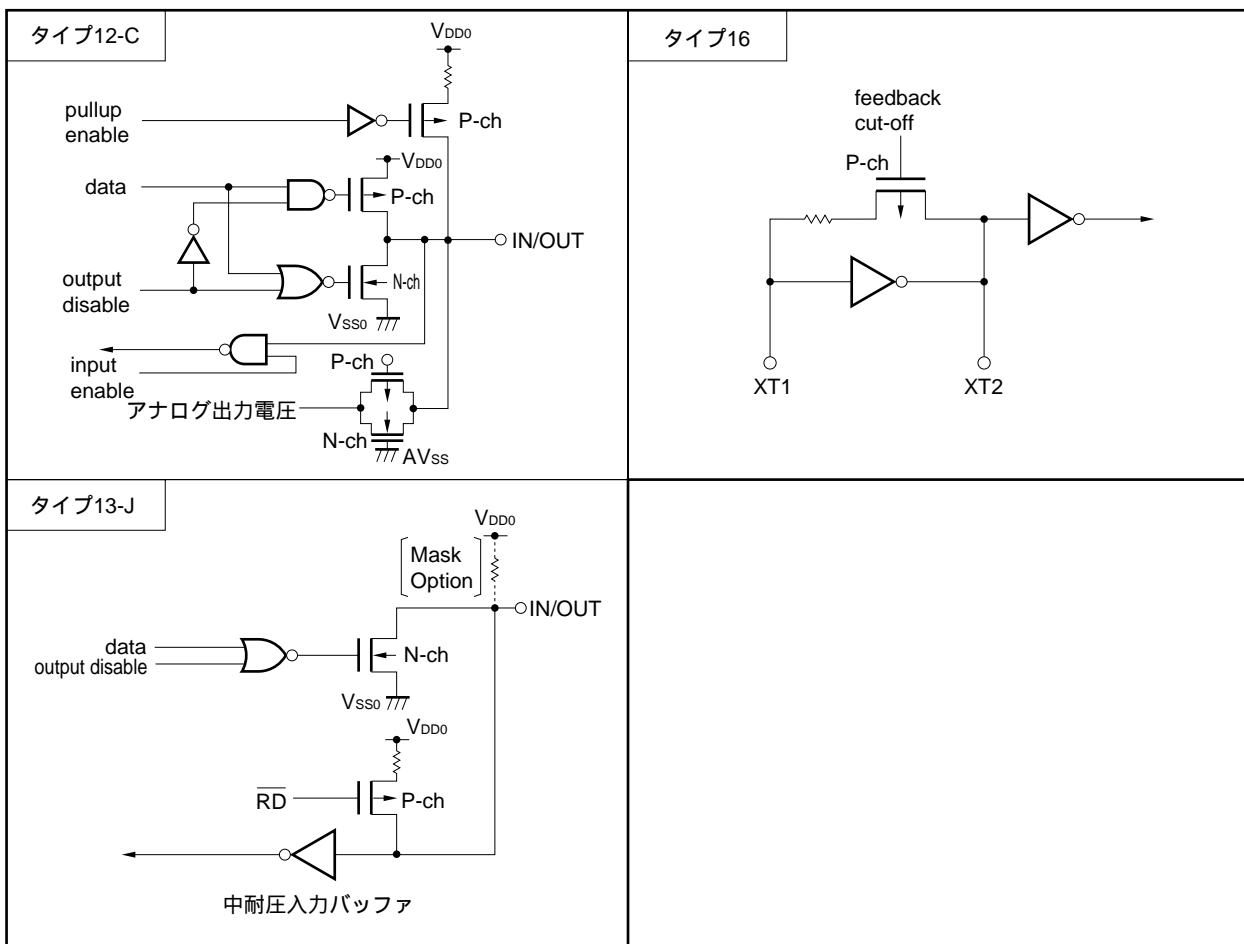 タイプ12-C
VDD0
pullup
enable
P-ch
VDD0
data
P-ch
IN/OUT
output
disable
N-ch
VSS0
input
enable
P-ch
アナログ出力電圧
N-ch
AVSS
タイプ16
feedback
cut-off
P-ch
XT1
XT2
タイプ13-J
VDD0
Mask
Option
IN/OUT
data
output disable
N-ch
VSS0
VDD0
RD
P-ch
中耐圧入力バッファ